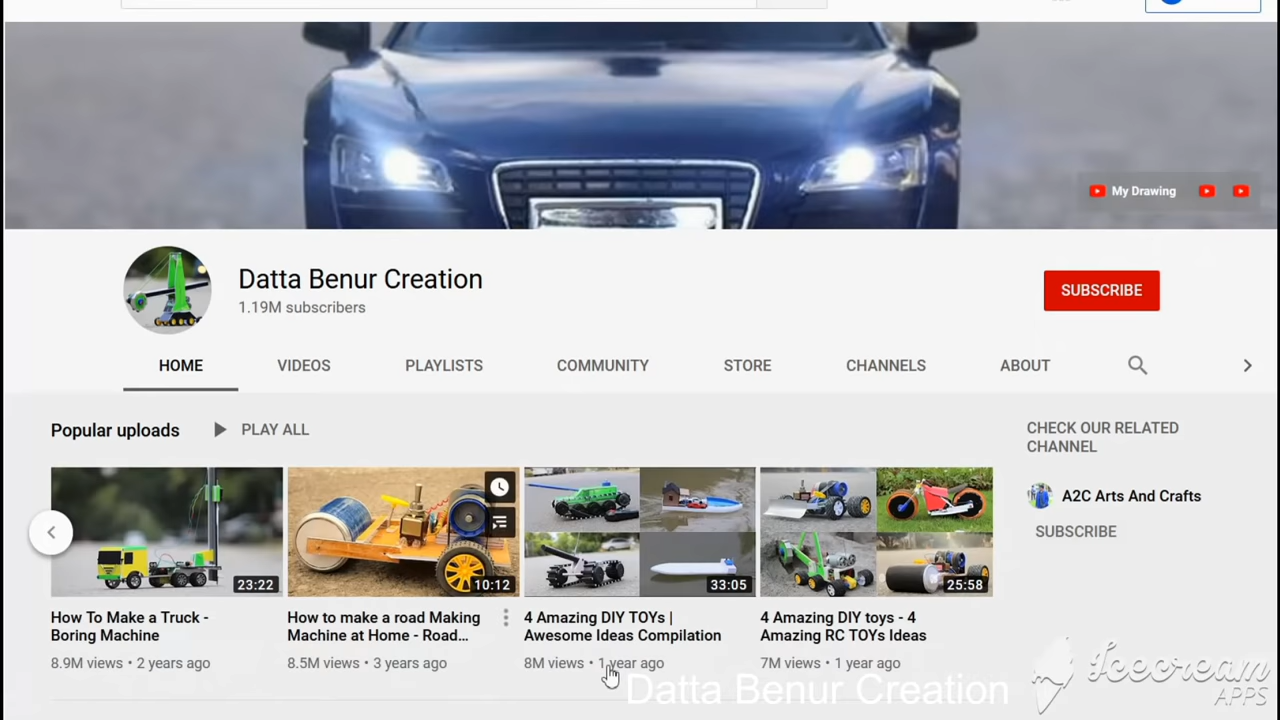 My Drawing
Datta Benur Creation
1.19M subscribers
SUBSCRIBE
HOME
VIDEOS
PLAYLISTS
COMMUNITY
STORE
CHANNELS
ABOUT
Popular uploads
PLAY ALL
CHECK OUR RELATED
CHANNEL
A2C Arts And Crafts
SUBSCRIBE
23:22
10:12
33:05
25:58
How To Make a Truck -
Boring Machine
8.9M views • 2 years ago
How to make a road Making
Machine at Home - Road...
8.5M views • 3 years ago
4 Amazing DIY TOYs |
Awesome Ideas Compilation
8M views • 1 year ago
4 Amazing DIY toys - 4
Amazing RC TOYs Ideas
7M views • 1 year ago
Datta Benur Creation
Icecream
APPS